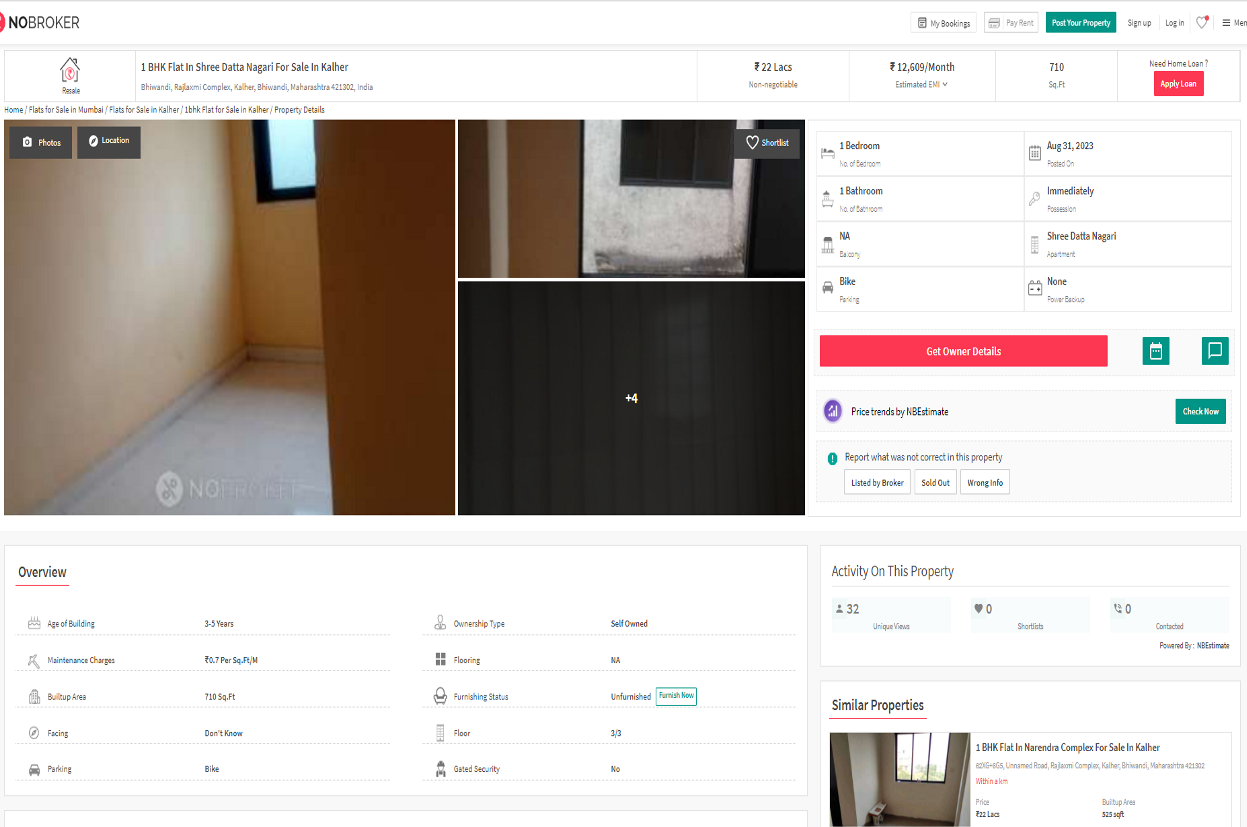 NOBROKER
My Bookings
Pay Rent
Post Your Property
Sign up
Log in
Men
Resale
1 BHK Flat In Shree Datta Nagari For Sale In Kalher
Bhiwandi, Rajlaxmi Complex, Kalher, Bhiwandi, Maharashtra 421302, India
₹ 22 Lacs
Non-negotiable
₹ 12,609/Month
Estimated EMI
710
Sq.Ft
Need Home Loan ?
Apply Loan
Home / Flats for Sale in Mumbai / Flats for Sale in Kalher / 1bhk Flat for Sale in Kalher / Property Details
Photos
Location
Shortlist
NOBROKER
+4
1 Bedroom
No. of Bedroom
Aug 31, 2023
Posted On
1 Bathroom
No. of Bathroom
Immediately
Possession
NA
Balcony
Shree Datta Nagari
Apartment
Bike
Parking
None
Power Backup
Get Owner Details
Price trends by NBEstimate
Check Now
Report what was not correct in this property
Listed by Broker
Sold Out
Wrong Info
Overview
Age of Building
3-5 Years
Ownership Type
Self Owned
Maintenance Charges
₹0.7 Per Sq.Ft/M
Flooring
NA
Builtup Area
710 Sq.Ft
Furnishing Status
Unfurnished
Furnish Now
Facing
Don't Know
Floor
3/3
Parking
Bike
Gated Security
No
Activity On This Property
32
Unique Views
0
Shortlists
0
Contacted
Powered By : NBEstimate
Similar Properties
1 BHK Flat In Narendra Complex For Sale In Kalher
62XG+6G5, Unnamed Road, Rajlaxmi Complex, Kalher, Bhiwandi, Maharashtra 421302
Within a km
Price
Builtup Area
₹22 Lacs
525 sqft